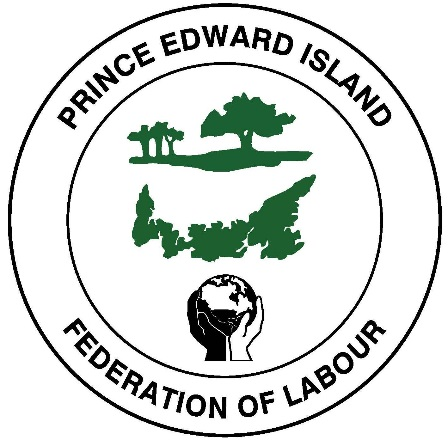 PRINCE EDWARD ISLAND
FEDERATION OF LABOUR